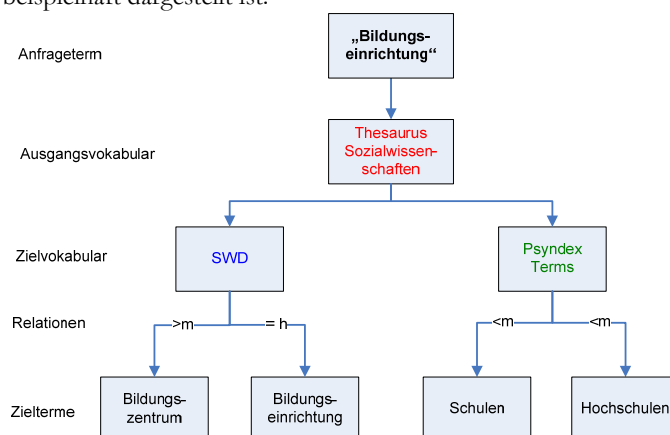 beispielhaft dargestellt ist.
Anfrageterm
„Bildungs-
einrichtung“
Ausgangsvokabular
Thesaurus
Sozialwissen-
schaften
Zielvokabular
SWD
Psyndex
Terms
Relationen
>m
= h
<m
<m
Zielterme
Bildungs-
zentrum
Bildungs-
einrichtung
Schulen
Hochschulen